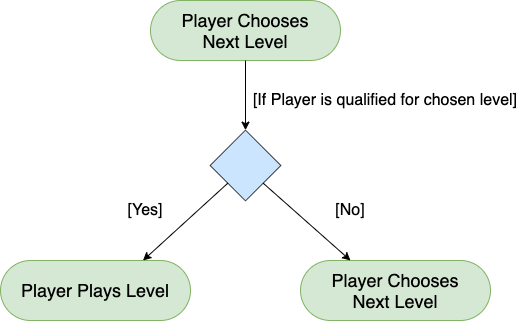 Player Chooses
Next Level
[If Player is qualified for chosen level]
[Yes]
[No]
Player Plays Level
Player Chooses
Next Level